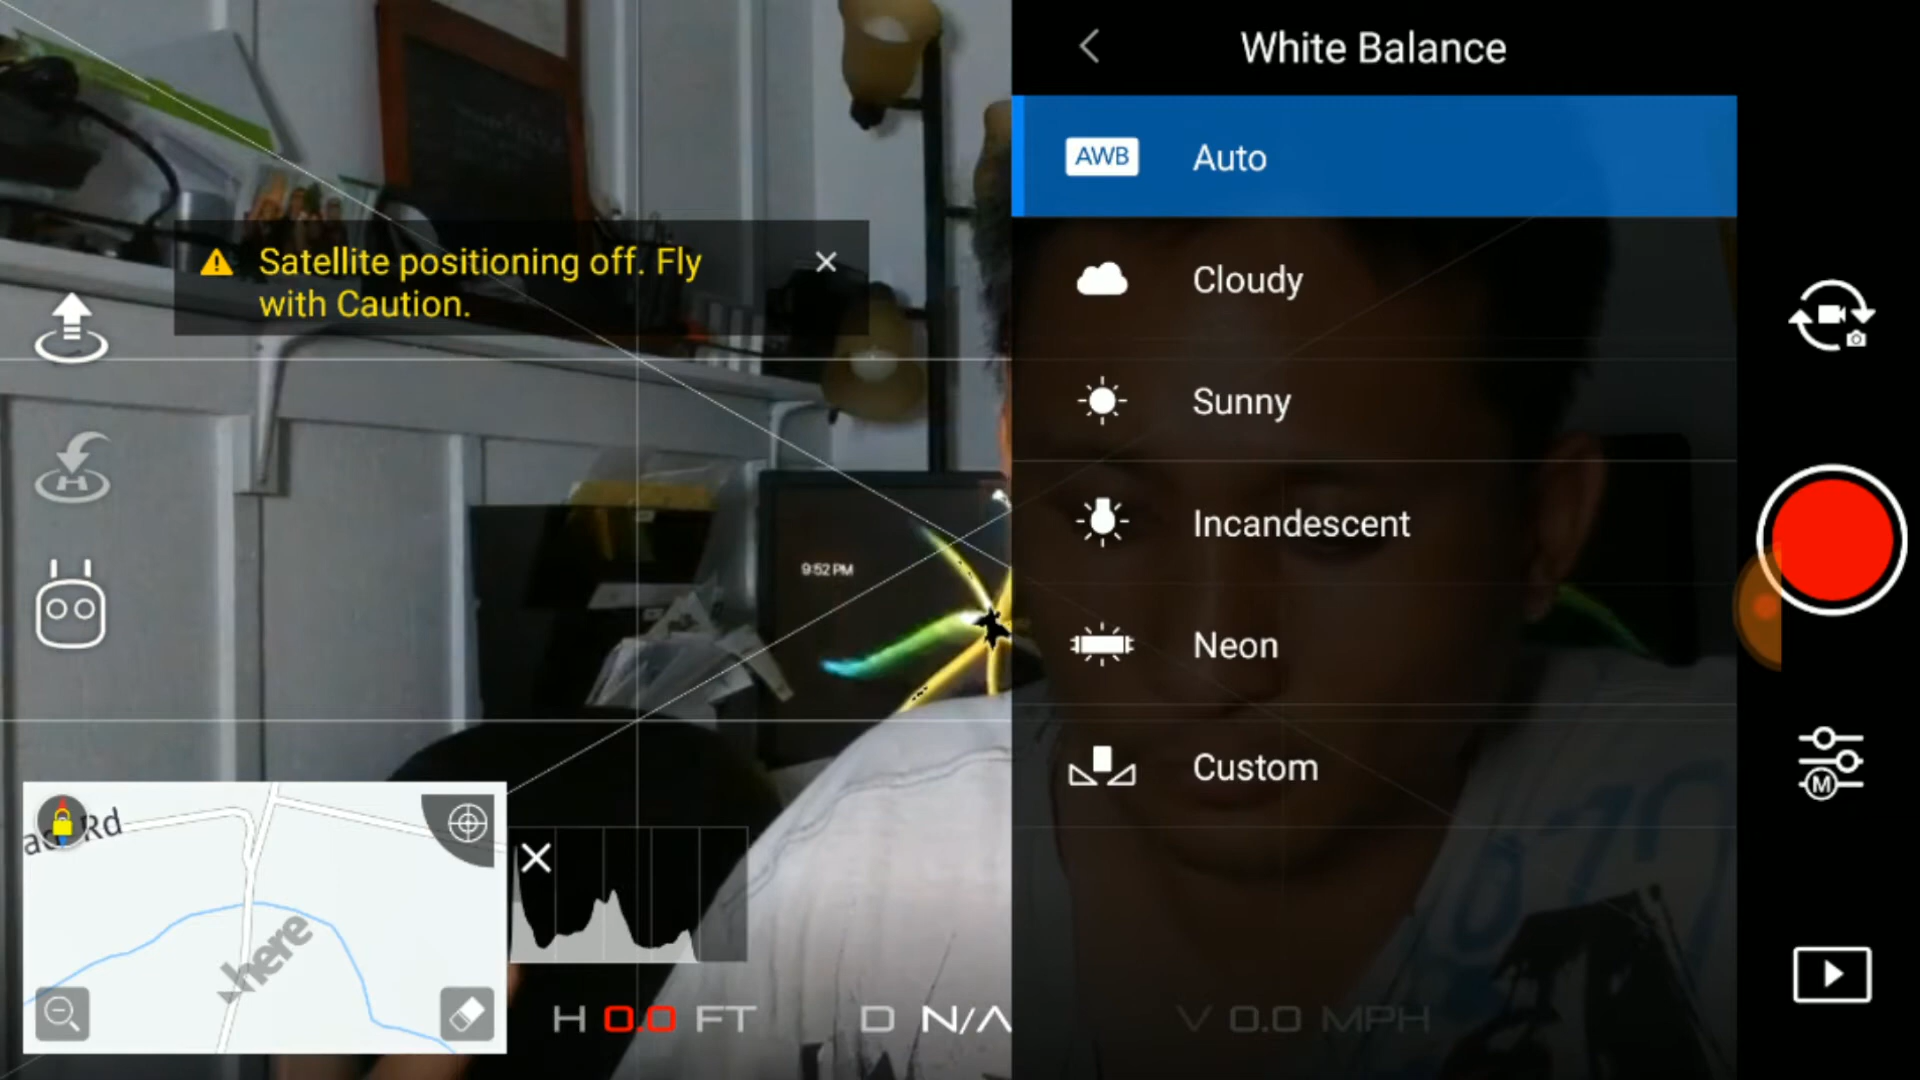 White Balance
AWB Auto
Satellite positioning off. Fly
with Caution.
Cloudy
Sunny
Incandescent
9:52 PM
Neon
M
Custom
Rd
here
H 0.0 FT
D N/A
V 0.0 MPH